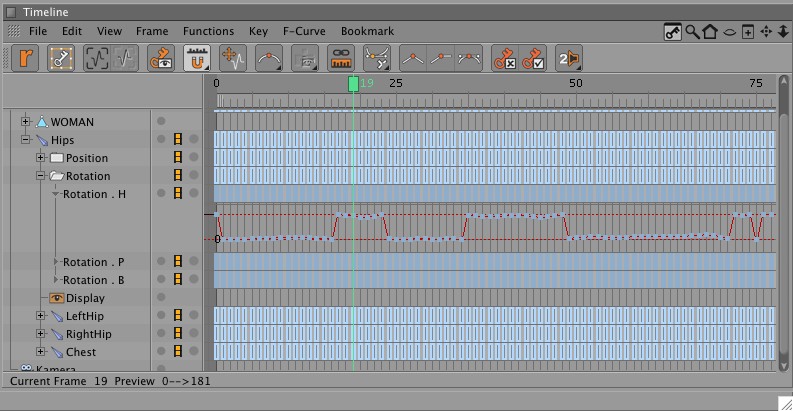 Timeline
File Edit View Frame Functions Key F-Curve Bookmark
0 19 25 50 75
WOMAN
Hips
Position
Rotation
Rotation . H
0
Rotation . P
Rotation . B
Display
LeftHip
RightHip
Chest
Kamera
Current Frame 19 Preview 0-->181